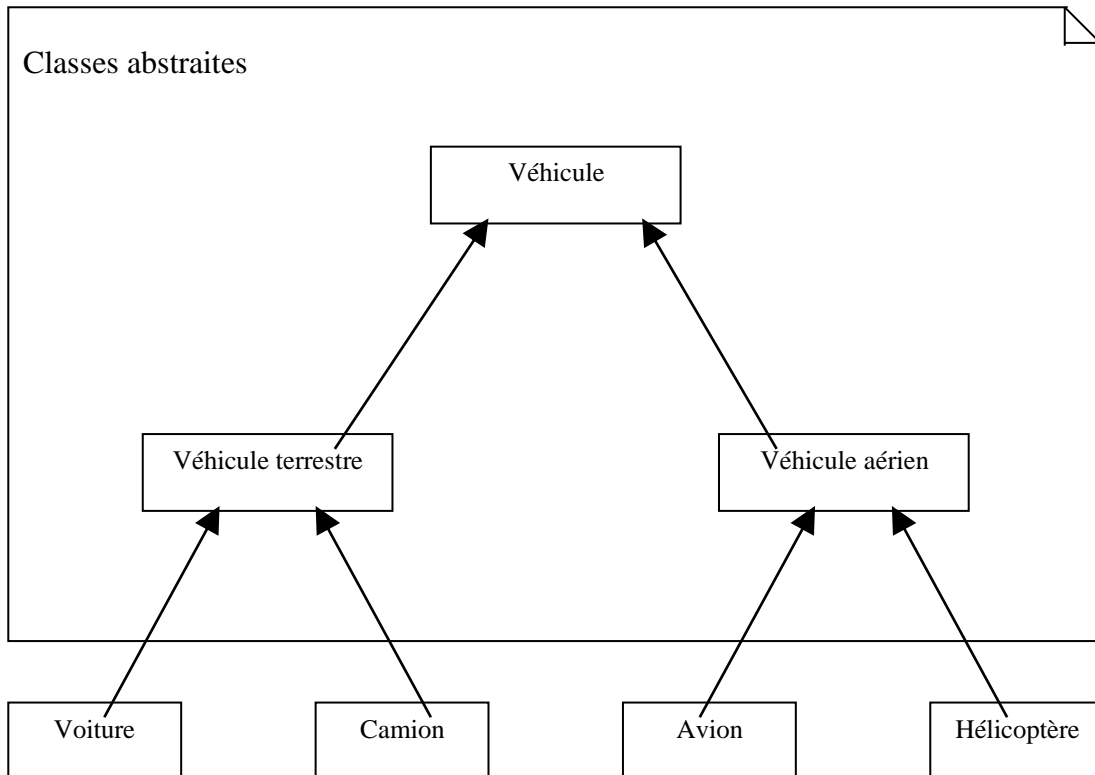 Classes abstraites
Véhicule
Véhicule terrestre
Véhicule aérien
Voiture
Camion
Avion
Hélicoptère